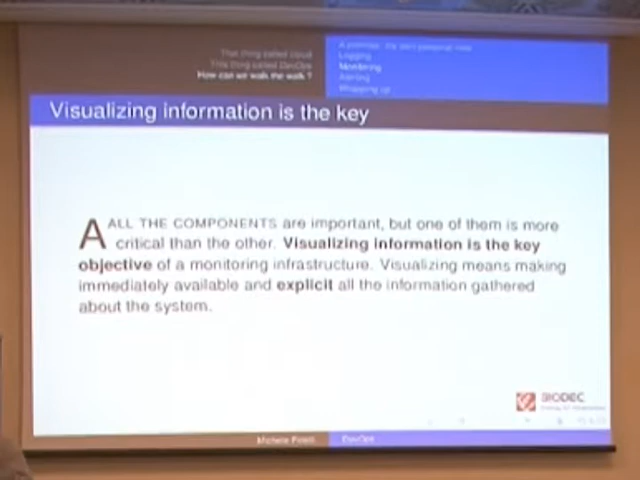 That thing called cloud
This thing called DevOps
How can we walk the walk ?
Logging
Monitoring
Alerting
Wrapping up
Visualizing information is the key
A ALL THE COMPONENTS are important, but one of them is more
critical than the other. Visualizing information is the key
objective of a monitoring infrastructure. Visualizing means making
immediately available and explicit all the information gathered
about the system.
BIODEC
Michele
DevOps